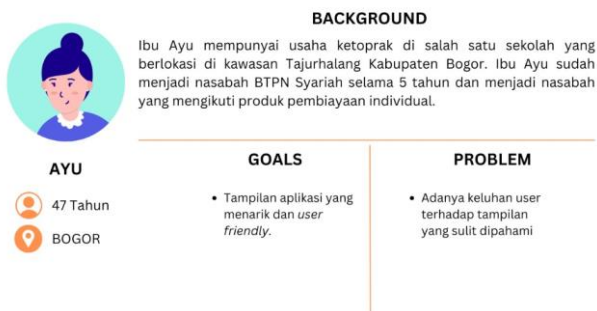 BACKGROUND
Ibu Ayu mempunyai usaha ketoprak di salah satu sekolah yang
berlokasi di kawasan Tajurhalang Kabupaten Bogor. Ibu Ayu sudah
menjadi nasabah BTPN Syariah selama 5 tahun dan menjadi nasabah
yang mengikuti produk pembiayaan individual.
AYU
47 Tahun
BOGOR
GOALS
• Tampilan aplikasi yang
menarik dan user
friendly.
PROBLEM
• Adanya keluhan user
terhadap tampilan
yang sulit dipahami